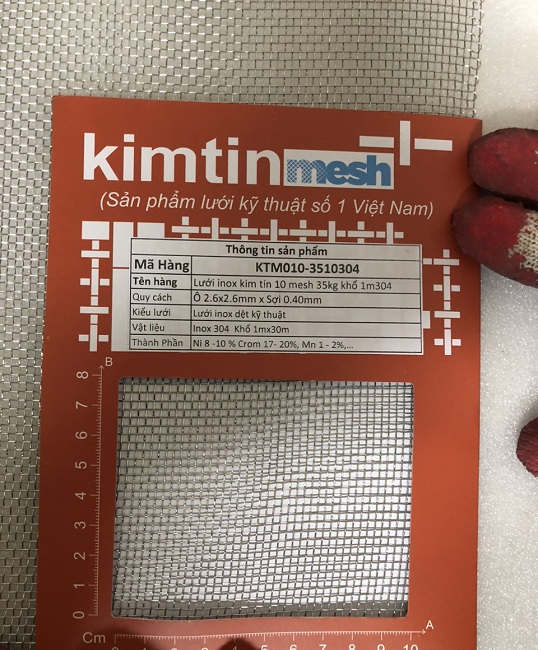 kimtinmesh
(Sản phẩm lưới kỹ thuật số 1 Việt Nam)
Thông tin sản phẩm
Mã Hàng KTM010-3510304
Tên hàng Lưới inox kim tín 10 mesh 35kg khổ 1m304
Quy cách Ô 2.6x2.6mm x Sợi 0.40mm
Kiểu lưới Lưới inox dệt kỹ thuật
Vật liệu Inox 304 Khổ 1mx30m
Thành Phần Ni 8 -10 % Crom 17- 20%, Mn 1 - 2%,...
B
8
7
6
5
4
3
2
1
0
A
Cm 0 1 2 3 4 5 6 7 8 9 10